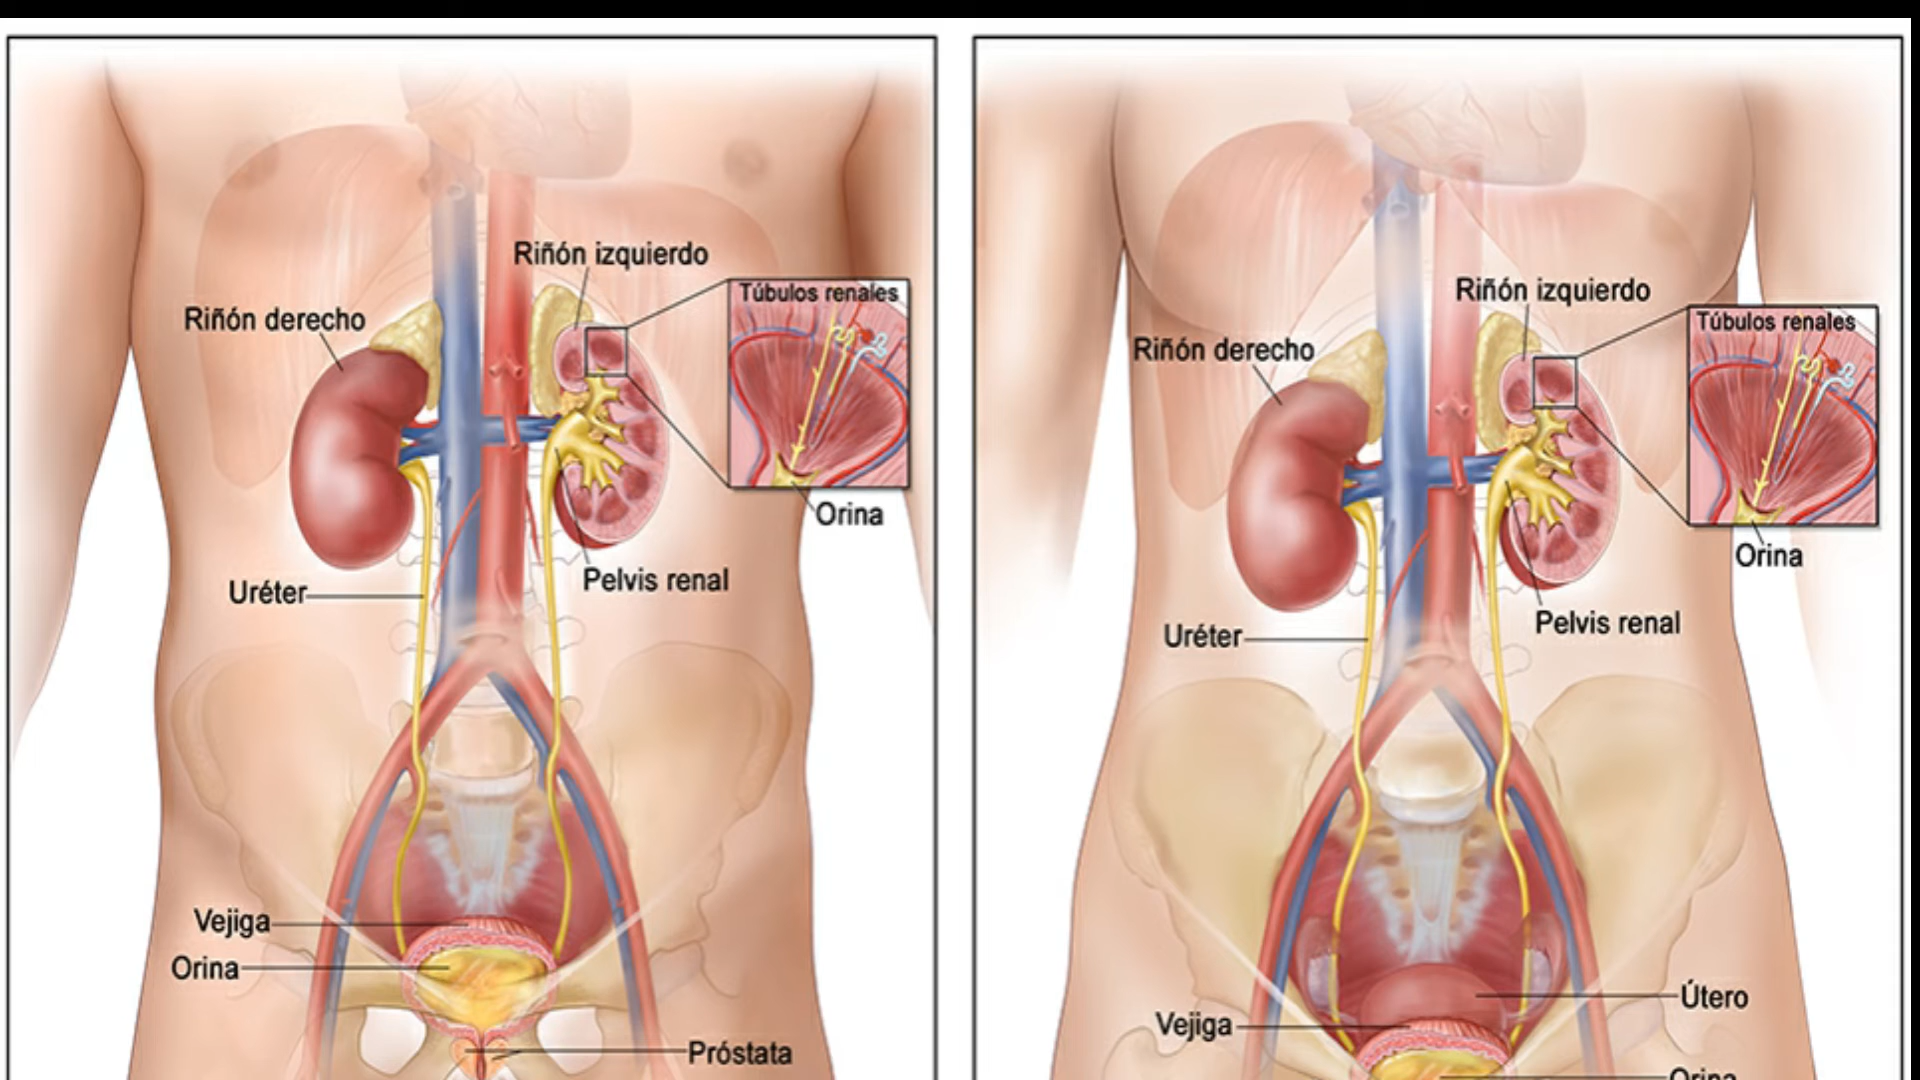 Riñón izquierdo
Túbulos renales
Riñón derecho
Orina
Pelvis renal
Uréter
Vejiga
Orina
Próstata
Riñón izquierdo
Túbulos renales
Riñón derecho
Orina
Pelvis renal
Uréter
Útero
Vejiga
Orina